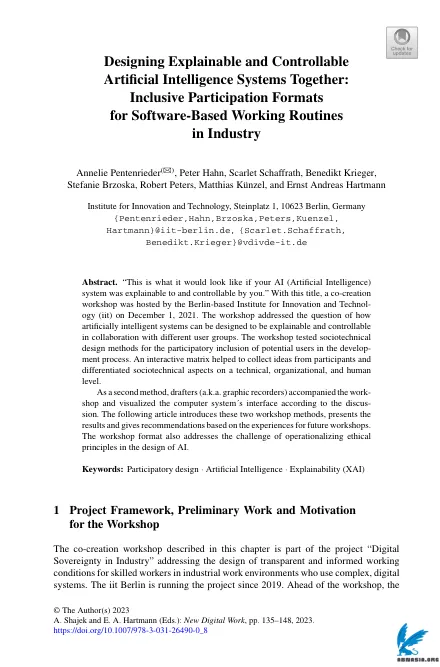 Check for
updates
Designing Explainable and Controllable
Artificial Intelligence Systems Together:
Inclusive Participation Formats
for Software-Based Working Routines
in Industry
Annelie Pentenrieder(✉), Peter Hahn, Scarlet Schaffrath, Benedikt Krieger,
Stefanie Brzoska, Robert Peters, Matthias Künzel, and Ernst Andreas Hartmann
Institute for Innovation and Technology, Steinplatz 1, 10623 Berlin, Germany
{Pentenrieder,Hahn,Brzoska,Peters,Kuenzel,
Hartmann}@iit-berlin.de, {Scarlet.Schaffrath,
Benedikt.Krieger}@vdivde-it.de
Abstract. “This is what it would look like if your AI (Artificial Intelligence)
system was explainable to and controllable by you.” With this title, a co-creation
workshop was hosted by the Berlin-based Institute for Innovation and Technol-
ogy (iit) on December 1, 2021. The workshop addressed the question of how
artificially intelligent systems can be designed to be explainable and controllable
in collaboration with different user groups. The workshop tested sociotechnical
design methods for the participatory inclusion of potential users in the develop-
ment process. An interactive matrix helped to collect ideas from participants and
differentiated sociotechnical aspects on a technical, organizational, and human
level.
As a second method, drafters (a.k.a. graphic recorders) accompanied the work-
shop and visualized the computer system´s interface according to the discus-
sion. The following article introduces these two workshop methods, presents the
results and gives recommendations based on the experiences for future workshops.
The workshop format also addresses the challenge of operationalizing ethical
principles in the design of AI.
Keywords: Participatory design · Artificial Intelligence · Explainability (XAI)
1 Project Framework, Preliminary Work and Motivation
for the Workshop
The co-creation workshop described in this chapter is part of the project “Digital
Sovereignty in Industry” addressing the design of transparent and informed working
conditions for skilled workers in industrial work environments who use complex, digital
systems. The iit Berlin is running the project since 2019. Ahead of the workshop, the
© The Author(s) 2023
A. Shajek and E. A. Hartmann (Eds.): New Digital Work, pp. 135–148, 2023.
https://doi.org/10.1007/978-3-031-26490-0_8